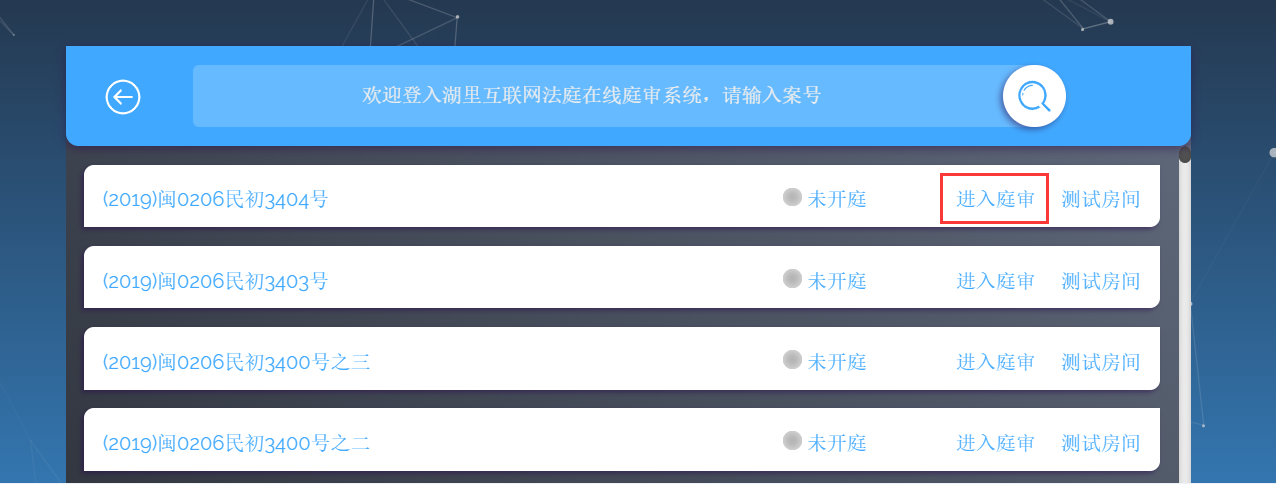 欢迎登入湖里互联网法庭在线庭审系统，请输入案号
(2019)闽0206民初3404号 未开庭 进入庭审 测试房间
(2019)闽0206民初3403号 未开庭 进入庭审 测试房间
(2019)闽0206民初3400号之三 未开庭 进入庭审 测试房间
(2019)闽0206民初3400号之二 未开庭 进入庭审 测试房间